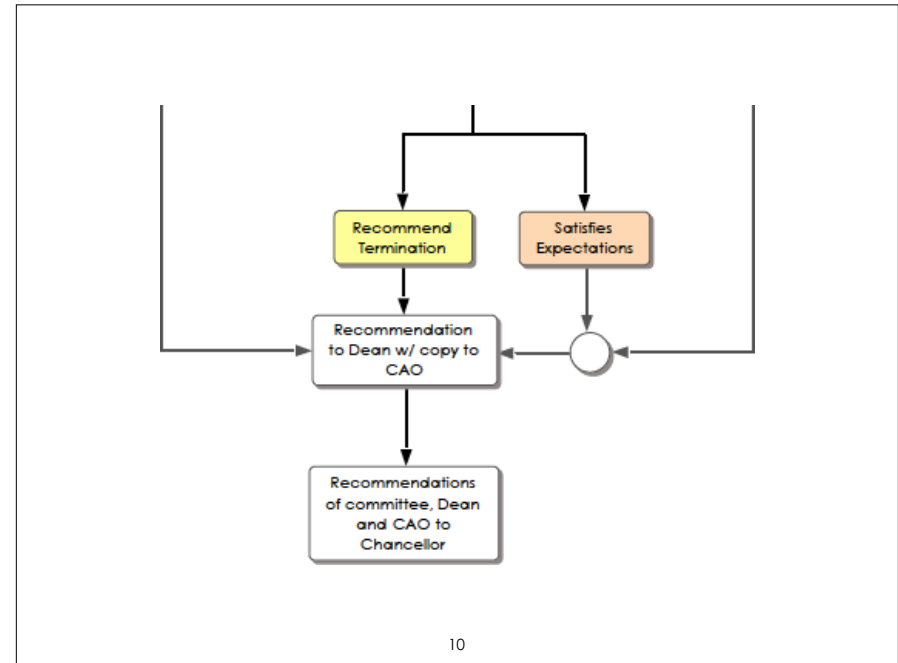 Recommend
Termination
Satisfies
Expectations
Recommendation
to Dean w/ copy to
CAO
Recommendations
of committee, Dean
and CAO to
Chancellor
10